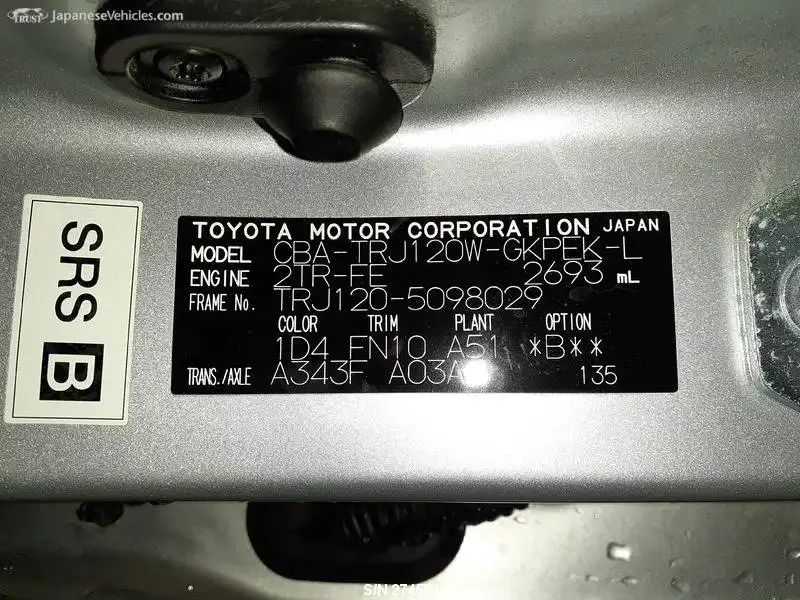 TRUST JapaneseVehicles.com
SRS B
TOYOTA MOTOR CORPORATION JAPAN
MODEL CBA-TRJ120W-GKPEK-L
ENGINE 2TR-FE 2693 mL
FRAME No. TRJ120-5098029
COLOR TRIM PLANT OPTION
1D4 FN10 A51 *B**
TRANS./AXLE A343F 135
S/N